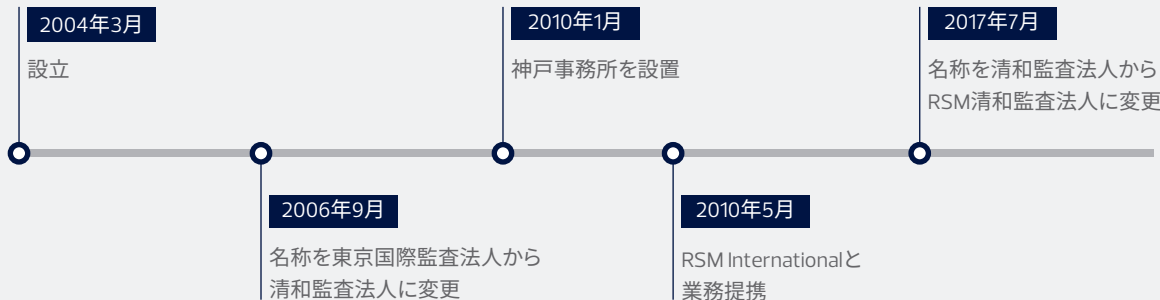 2004年3月
設立
2006年9月
名称を東京国際監査法人から
清和監査法人に変更
2010年1月
神戸事務所を設置
2010年5月
RSM Internationalと
業務提携
2017年7月
名称を清和監査法人から
RSM清和監査法人に変更